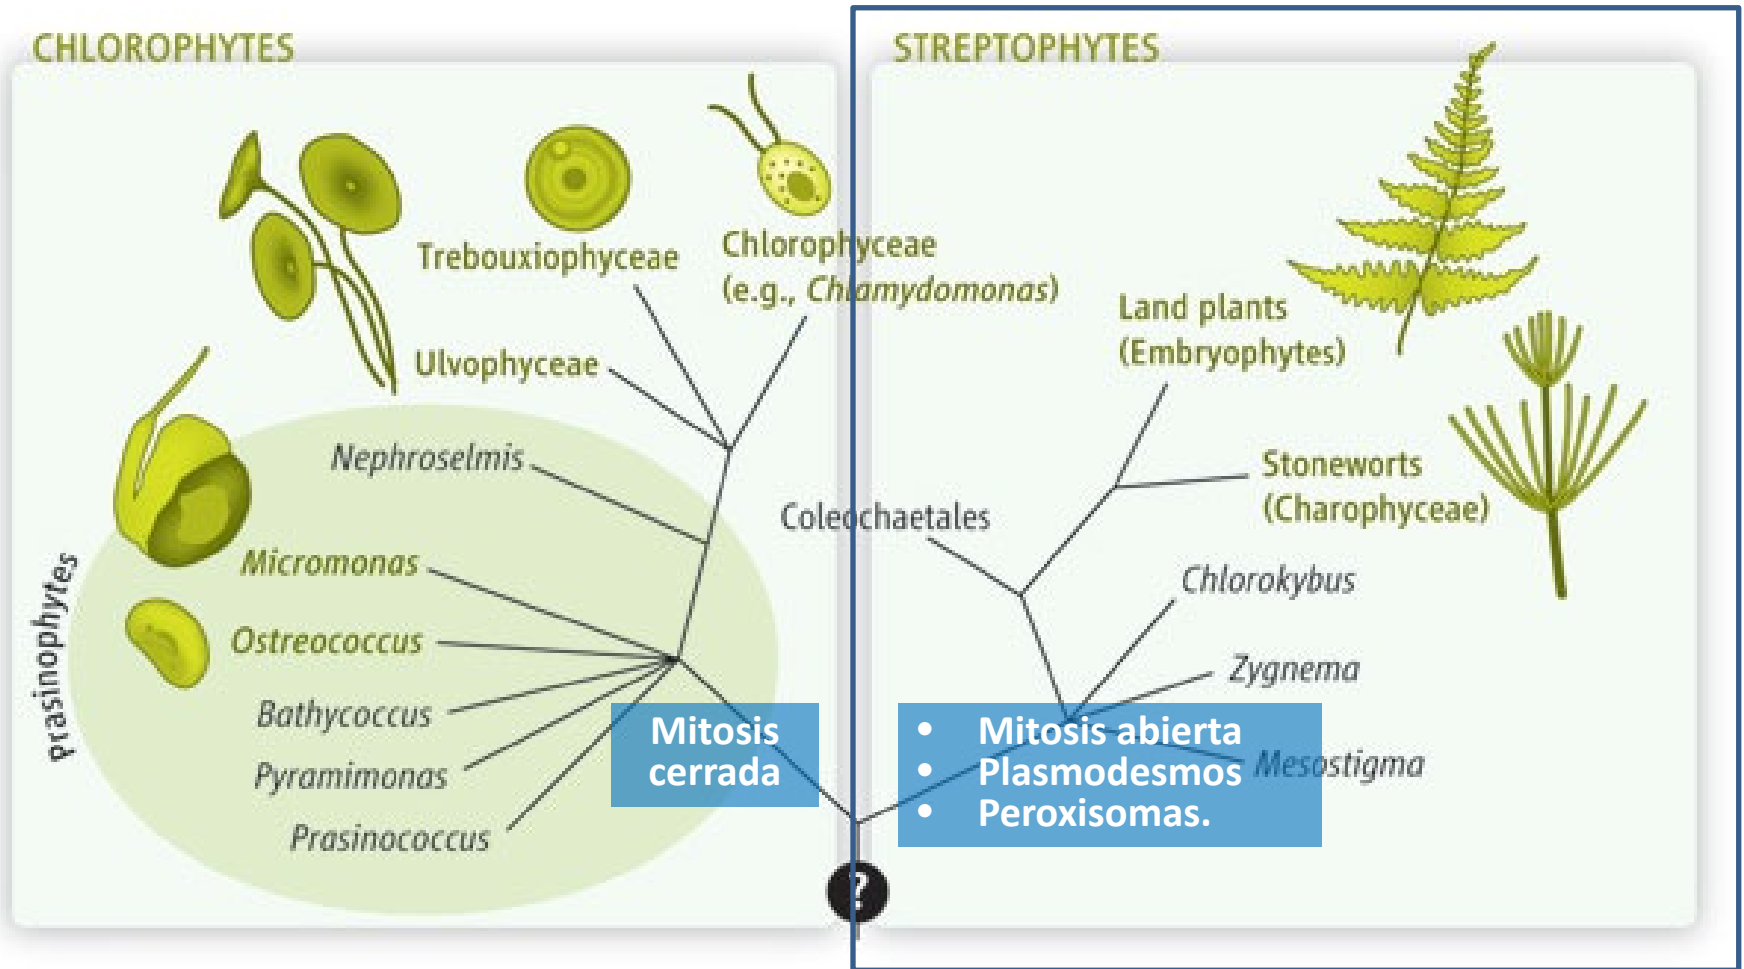 CHLOROPHYTES
Trebouxiophyceae
Chlorophyceae
(e.g., Chlamydomonas)
Ulvophyceae
Nephroselmis
Micromonas
Ostreococcus
Bathycoccus
Pyramimonas
Prasinococcus
prasinophytes
Mitosis
cerrada
STREPTOPHYTES
Land plants
(Embryophytes)
Stoneworts
(Charophyceae)
Coleochaetales
Chlorokybus
Zygnema
Mesostigma
• Mitosis abierta
• Plasmodesmos
• Peroxisomas.
?